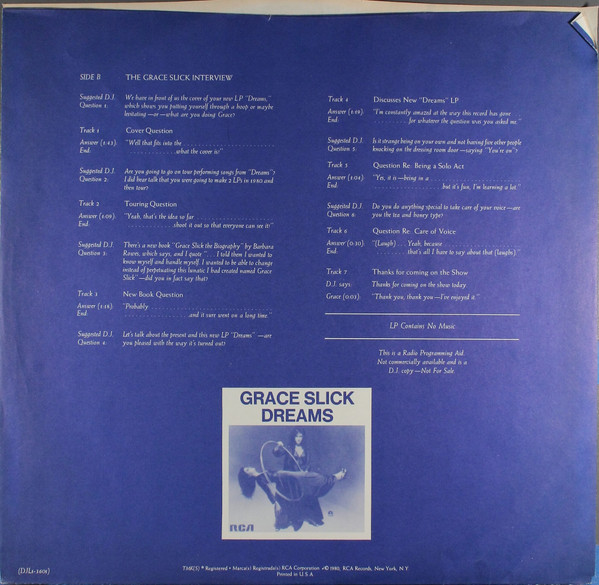 SIDE B THE GRACE SLICK INTERVIEW
Suggested D.J. We have in front of us the cover of your new LP "Dreams,"
Question 1: which shows you putting yourself through a hoop or maybe
levitating—or—what are you doing Grace?
Track 1 Cover Question
Answer (1:42): "Well that fits into the
End: what the cover is!"
Suggested D.J. Are you going to go on tour performing songs from "Dreams"?
Question 2: I did hear talk that you were going to make 2 LPs in 1980 and
then tour?
Track 2 Touring Question
Answer (1:09): "Yeah, that's the idea so far
End: shoot it out so that everyone can see it!"
Suggested D.J. There's a new book "Grace Slick the Biography" by Barbara
Question 3: Rowes, which says, and I quote "... I told them I wanted to
know myself and handle myself. I wanted to be able to change
instead of perpetuating this lunatic I had created named Grace
Slick"—did you in fact say that?
Track 3 New Book Question
Answer "Probably
End: and it sure went on a long time."
Suggested D.J. Let's talk about the present and this new LP "Dreams" —are
Question 4: you pleased with the way it's turned out?
Track 4 Discusses New "Dreams" LP
Answer "I'm constantly amazed at the way this record has gone
End: for whatever the question was you asked me."
Suggested D.J. Is it strange being on your own and not having five other people
Question 5: knocking on the dressing room door—saying "You're on"?
Track 5 Question Re: Being a Solo Act
Answer (1:04): "Yes, it is—being in a
End: but it's fun, I'm learning a lot."
Suggested D.J. Do you do anything special to take care of your voice—are
Question 6: you the tea and honey type?
Track 6 Question Re: Care of Voice
Answer (0:30): "(Laugh) ... Yeah, because
End: that's all I have to say about that (laughs)."
Track 7 Thanks for coming on the Show
D.J. says: Thanks for coming on the show today
Grace (0:03): "Thank you, thank you—I've enjoyed it."
LP Contains No Music
This is a Radio Programming Aid
Not commercially available and is a
D.J. copy—Not For Sale.
GRACE SLICK
DREAMS
RCA
(DJL1-3601)
TMK(S) ® Registered • Marca(s) Registrada(s) RCA Corporation • © 1980, RCA Records, New York, N.Y.
Printed in U.S.A.